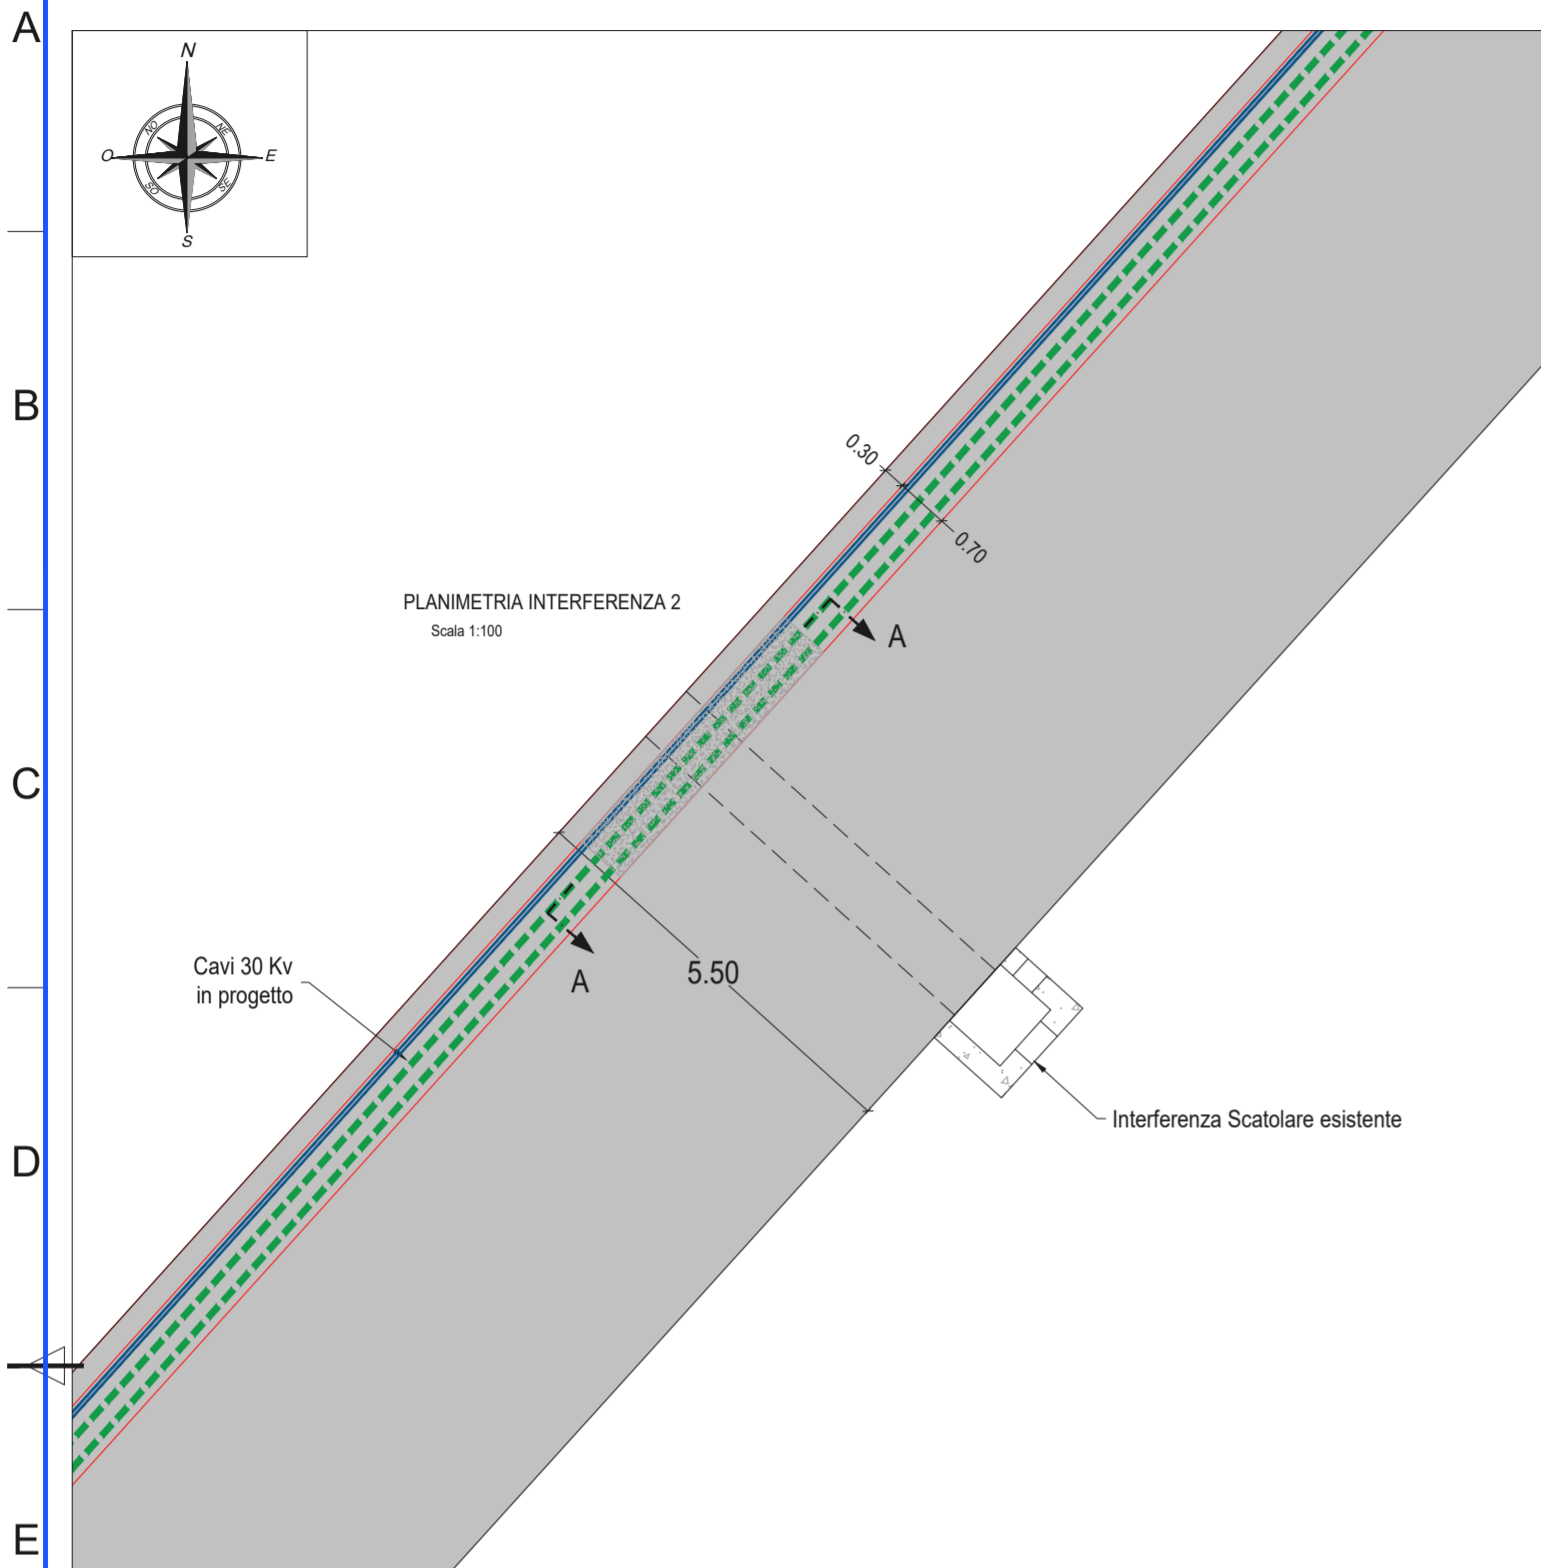 A
N
NO
NE
O
E
SO
SE
S
B
0.30
0.70
PLANIMETRIA INTERFERENZA 2
Scala 1:100
A
C
Cavi 30 Kv
in progetto
A
5.50
Interferenza Scatolare esistente
D
E